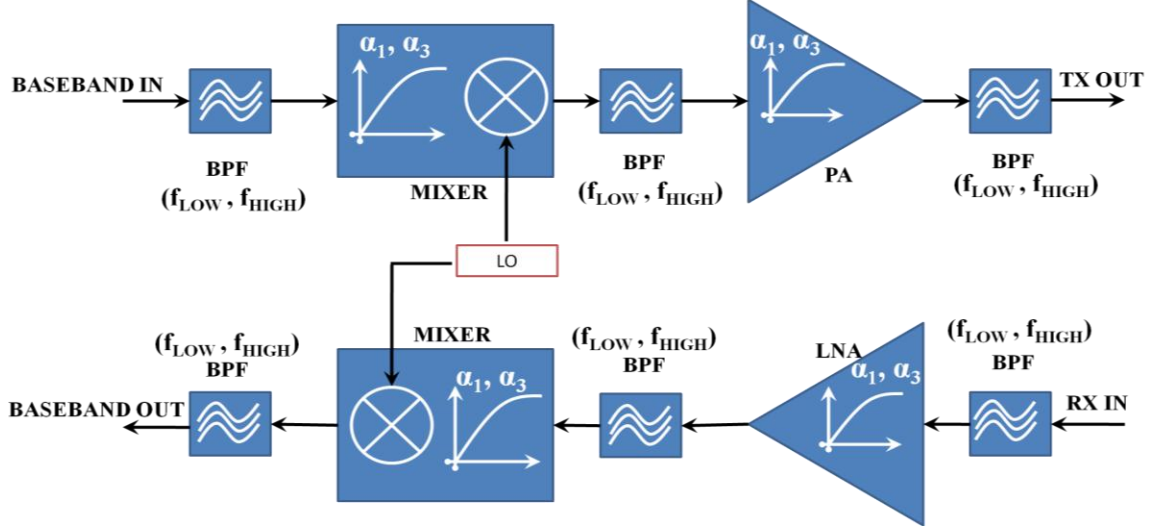 α1, α3
α1, α3
BASEBAND IN
TX OUT
BPF
(fLOW , fHIGH)
MIXER
BPF
(fLOW , fHIGH)
PA
BPF
(fLOW , fHIGH)
LO
(fLOW , fHIGH)
BPF
MIXER
(fLOW , fHIGH)
BPF
LNA
(fLOW , fHIGH)
BPF
α1, α3
α1, α3
BASEBAND OUT
RX IN